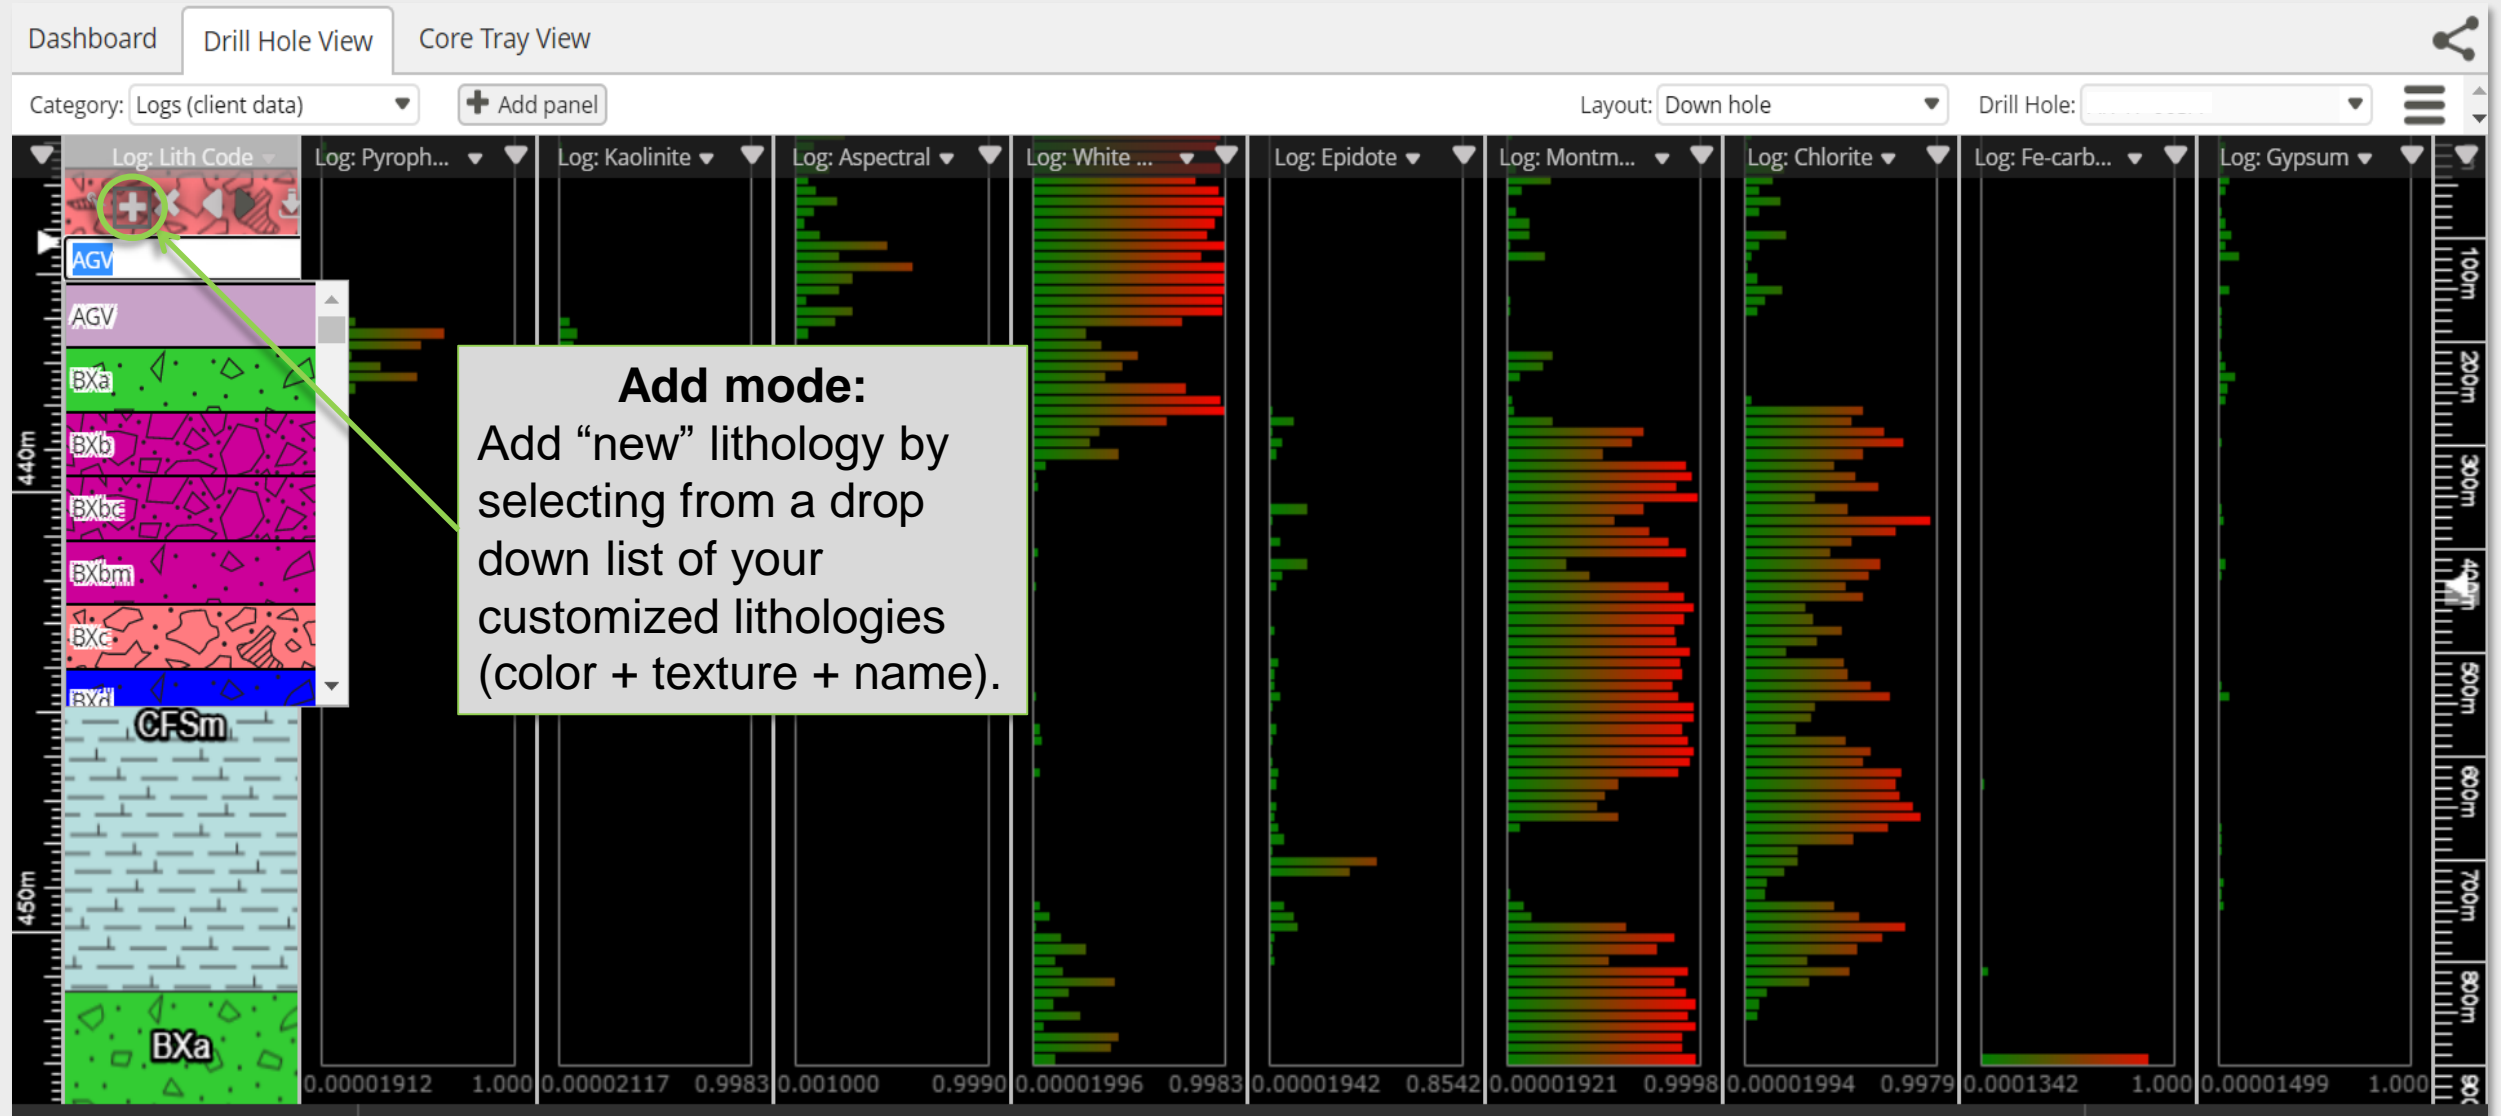 Dashboard
Drill Hole View
Core Tray View
Category: Logs (client data)
Add panel
Layout: Down hole
Drill Hole:
Log: Lith Code
Log: Pyroph...
Log: Kaolinite
Log: Aspectral
Log: White ...
Log: Epidote
Log: Montm...
Log: Chlorite
Log: Fe-carb...
Log: Gypsum
AGV
AGV
BXa
BXb
BXbc
BXbm
BXc
BXd
CFSm
BXa
440m
450m
Add mode:
Add “new” lithology by
selecting from a drop
down list of your
customized lithologies
(color + texture + name).
100m
200m
300m
400m
500m
600m
700m
800m
0.00001912 1.000
0.00002117 0.9983
0.001000 0.9990
0.00001996 0.9983
0.00001942 0.8542
0.00001921 0.9998
0.00001994 0.9979
0.0001342 1.000
0.00001499 1.000